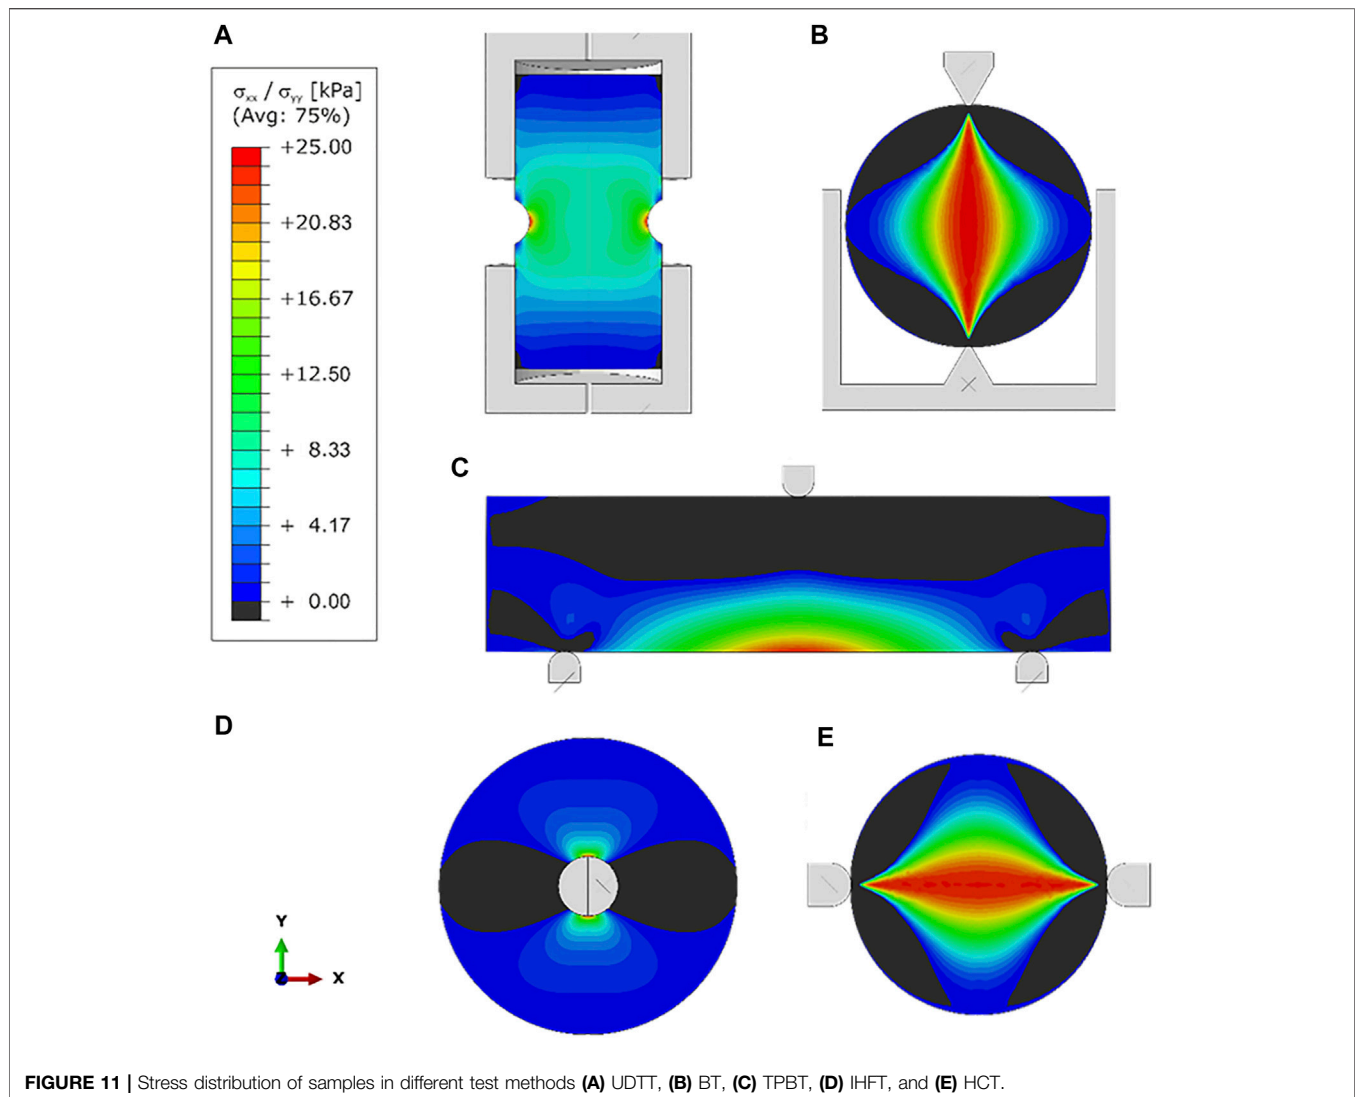 A
B
σxx / σyy [kPa]
(Avg: 75%)
+25.00
+20.83
+16.67
+12.50
+ 8.33
+ 4.17
+ 0.00
C
D
E
Y
X
FIGURE 11 | Stress distribution of samples in different test methods (A) UDTT, (B) BT, (C) TPBT, (D) IHFT, and (E) HCT.